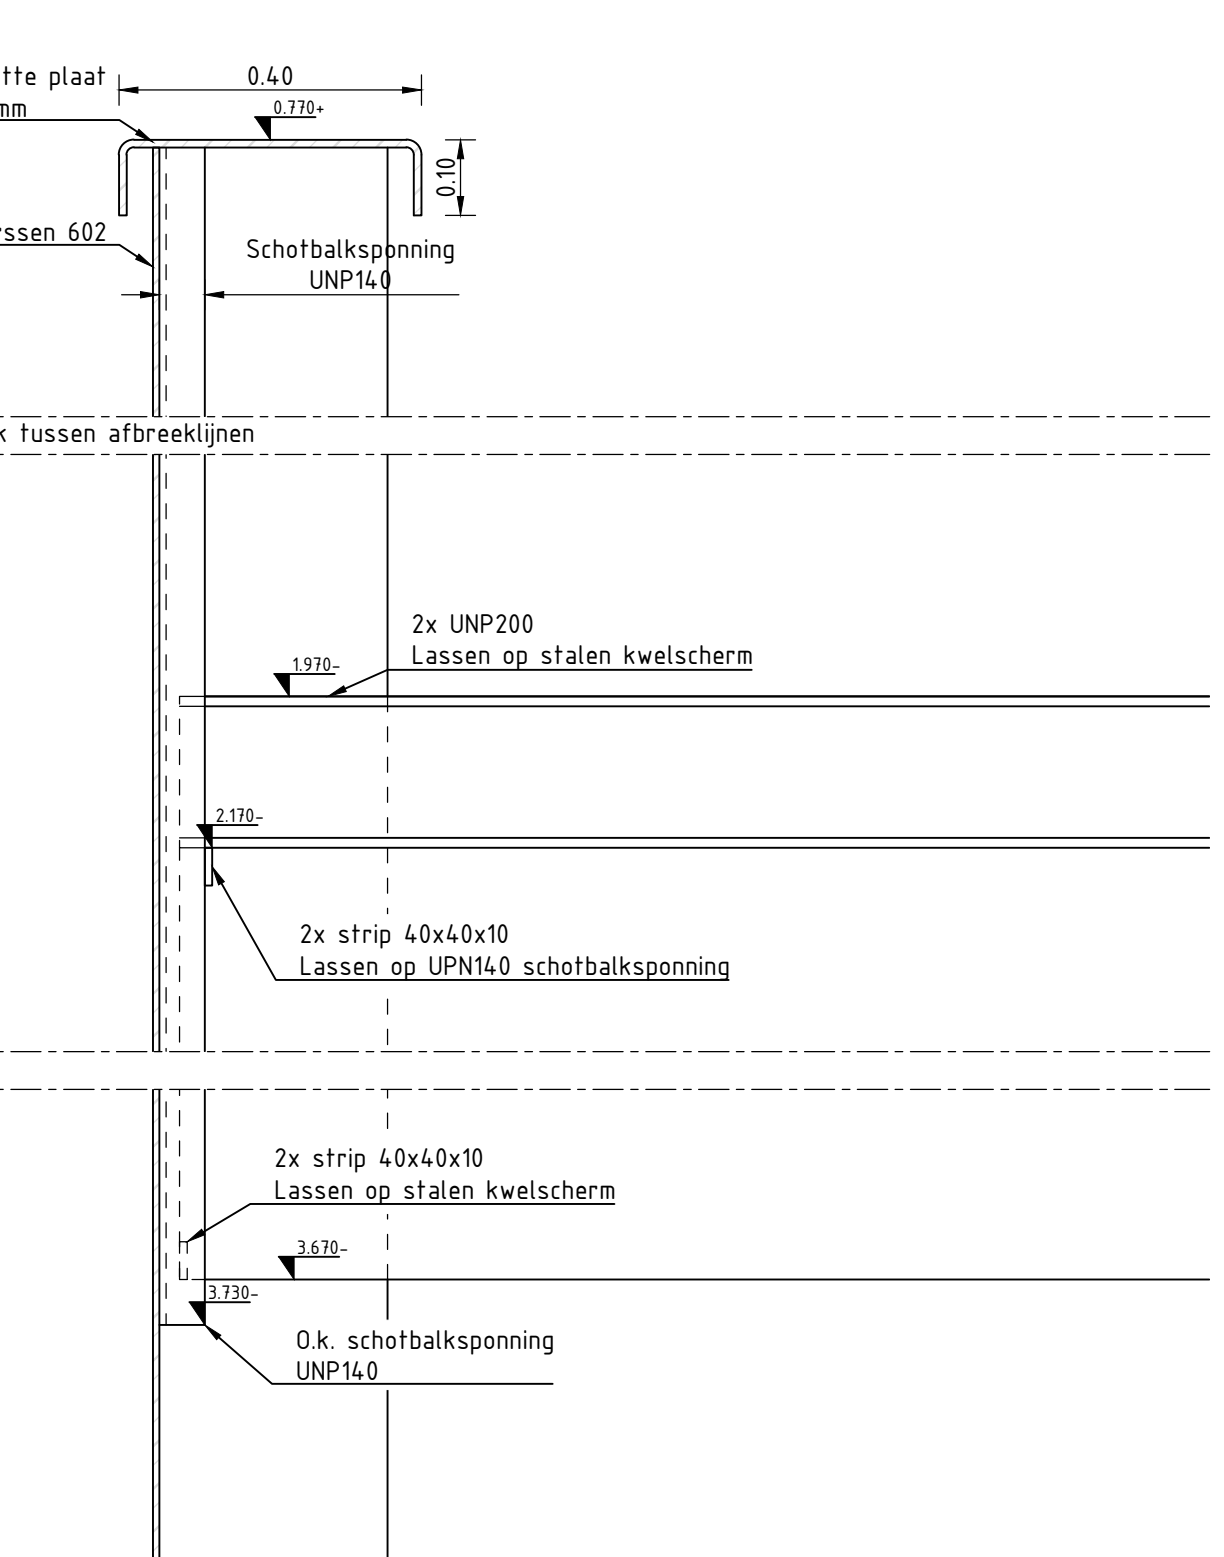 tte plaat
mm
0.40
0.770+
0.10
ssen 602
Schotbalksponning
UNP140
k tussen afbreeklijnen
2x UNP200
Lassen op stalen kwelscherm
1.970-
2.170-
2x strip 40x40x10
Lassen op UPN140 schotbalksponning
2x strip 40x40x10
Lassen op stalen kwelscherm
3.670-
3.730-
O.k. schotbalksponning
UNP140